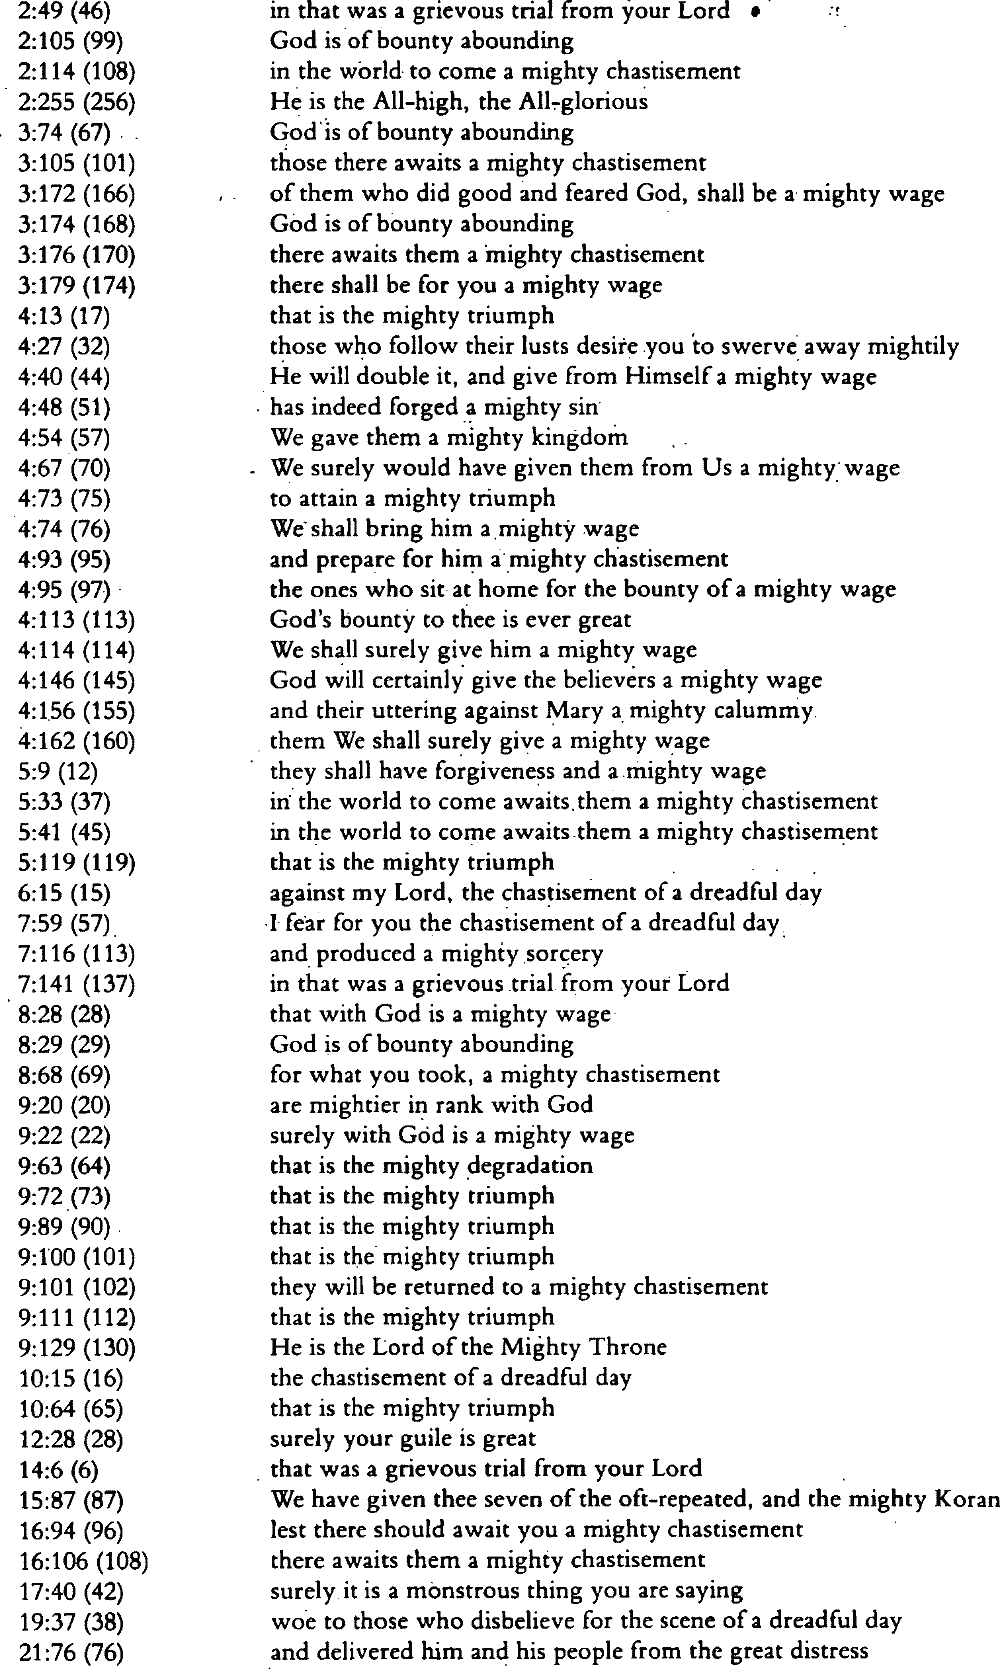 2:49 (46) in that was a grievous trial from your Lord
2:105 (99) God is of bounty abounding
2:114 (108) in the world to come a mighty chastisement
2:255 (256) He is the All-high, the All-glorious
3:74 (67) God is of bounty abounding
3:105 (101) those there awaits a mighty chastisement
3:172 (166) of them who did good and feared God, shall be a mighty wage
3:174 (168) God is of bounty abounding
3:176 (170) there awaits them a mighty chastisement
3:179 (174) there shall be for you a mighty wage
4:13 (17) that is the mighty triumph
4:27 (32) those who follow their lusts desire you to swerve away mightily
4:40 (44) He will double it, and give from Himself a mighty wage
4:48 (51) has indeed forged a mighty sin
4:54 (57) We gave them a mighty kingdom
4:67 (70) We surely would have given them from Us a mighty wage
4:73 (75) to attain a mighty triumph
4:74 (76) We shall bring him a mighty wage
4:93 (95) and prepare for him a mighty chastisement
4:95 (97) the ones who sit at home for the bounty of a mighty wage
4:113 (113) God's bounty to thee is ever great
4:114 (114) We shall surely give him a mighty wage
4:146 (145) God will certainly give the believers a mighty wage
4:156 (155) and their uttering against Mary a mighty calummy
4:162 (160) them We shall surely give a mighty wage
5:9 (12) they shall have forgiveness and a mighty wage
5:33 (37) in the world to come awaits them a mighty chastisement
5:41 (45) in the world to come awaits them a mighty chastisement
5:119 (119) that is the mighty triumph
6:15 (15) against my Lord, the chastisement of a dreadful day
7:59 (57) I fear for you the chastisement of a dreadful day
7:116 (113) and produced a mighty sorcery
7:141 (137) in that was a grievous trial from your Lord
8:28 (28) that with God is a mighty wage
8:29 (29) God is of bounty abounding
8:68 (69) for what you took, a mighty chastisement
9:20 (20) are mightier in rank with God
9:22 (22) surely with God is a mighty wage
9:63 (64) that is the mighty degradation
9:72 (73) that is the mighty triumph
9:89 (90) that is the mighty triumph
9:100 (101) that is the mighty triumph
9:101 (102) they will be returned to a mighty chastisement
9:111 (112) that is the mighty triumph
9:129 (130) He is the Lord of the Mighty Throne
10:15 (16) the chastisement of a dreadful day
10:64 (65) that is the mighty triumph
12:28 (28) surely your guile is great
14:6 (6) that was a grievous trial from your Lord
15:87 (87) We have given thee seven of the oft-repeated, and the mighty Koran
16:94 (96) lest there should await you a mighty chastisement
16:106 (108) there awaits them a mighty chastisement
17:40 (42) surely it is a monstrous thing you are saying
19:37 (38) woe to those who disbelieve for the scene of a dreadful day
21:76 (76) and delivered him and his people from the great distress